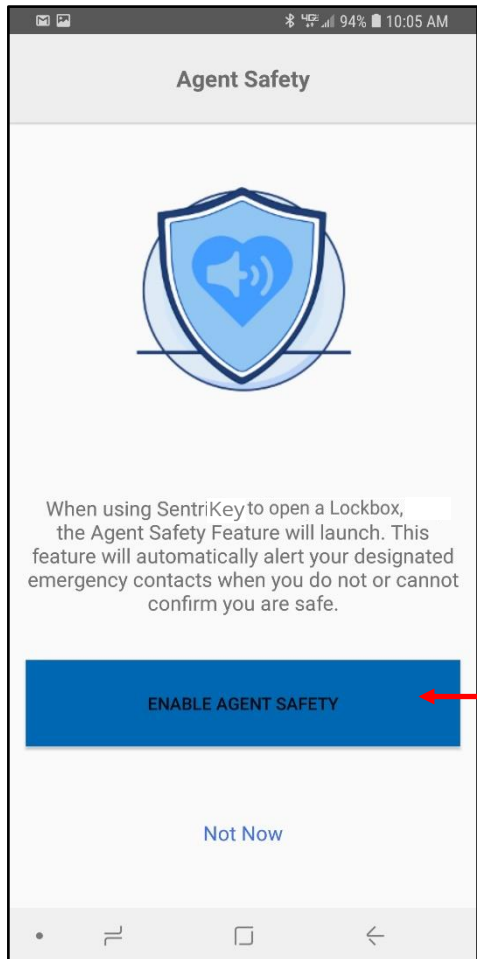 4GE 94% 10:05 AM
Agent Safety
When using SentriKey to open a Lockbox,
the Agent Safety Feature will launch. This
feature will automatically alert your designated
emergency contacts when you do not or cannot
confirm you are safe.
ENABLE AGENT SAFETY
Not Now